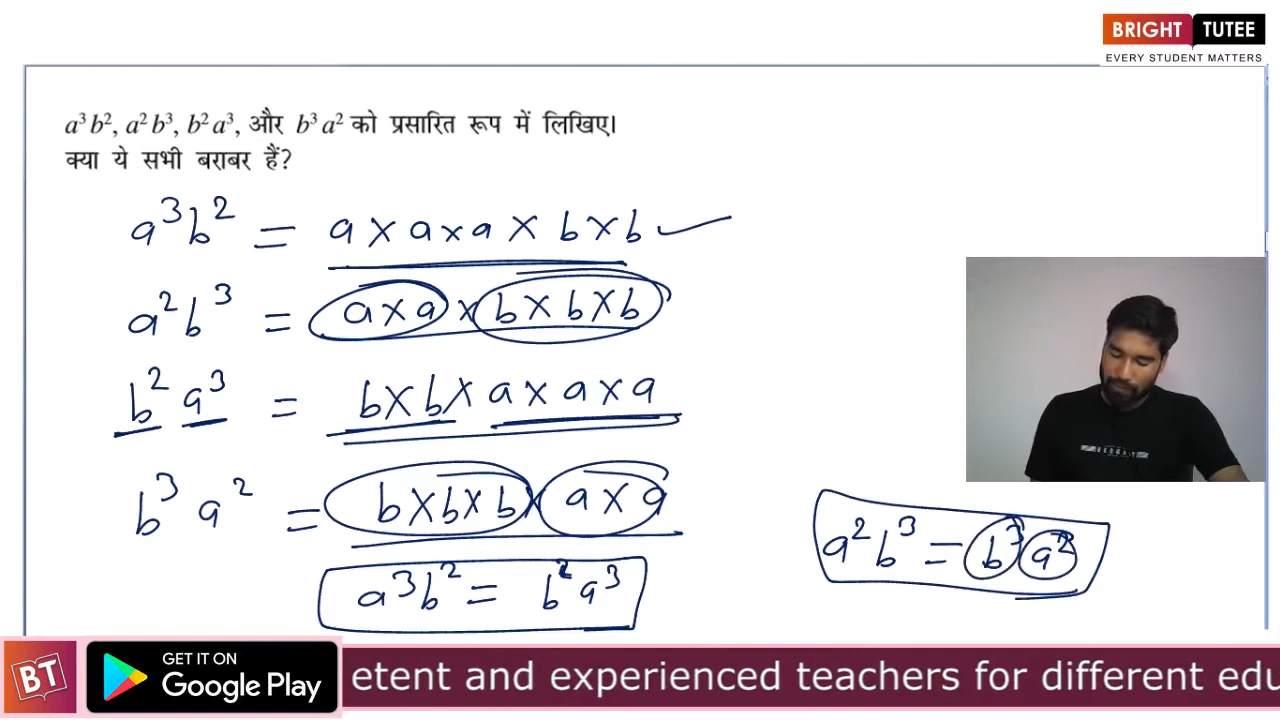 BRIGHT TUTEE
EVERY STUDENT MATTERS
a³b², a²b³, b²a³, और b³a² को प्रसारित रूप में लिखिए।
क्या ये सभी बराबर हैं?
a³b² = a × a × a × b × b
a²b³ = a × a × b × b × b
b²a³ = b × b × a × a × a
b³a² = b × b × b × a × a
a³b² = b²a³
a²b³ = b³a²
BT
GET IT ON
Google Play
etent and experienced teachers for different edu